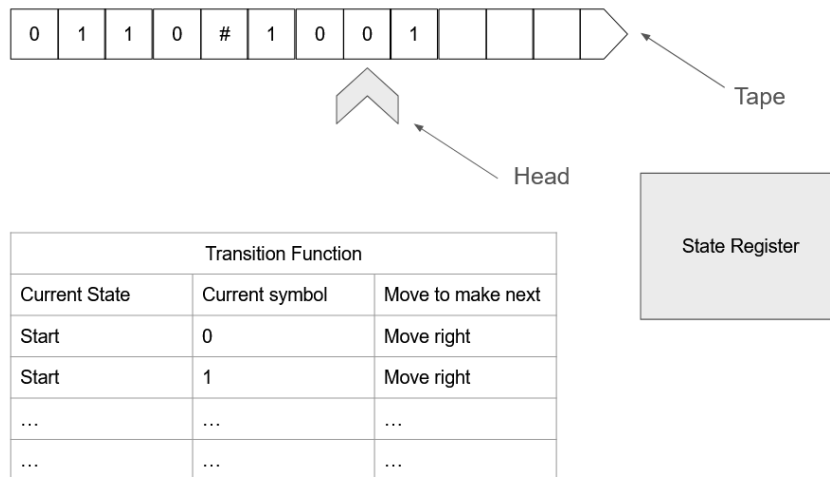 0 1 1 0 # 1 0 0 1
Tape
Head
State Register
Transition Function
Current State Current symbol Move to make next
Start 0 Move right
Start 1 Move right
… … …
… … …